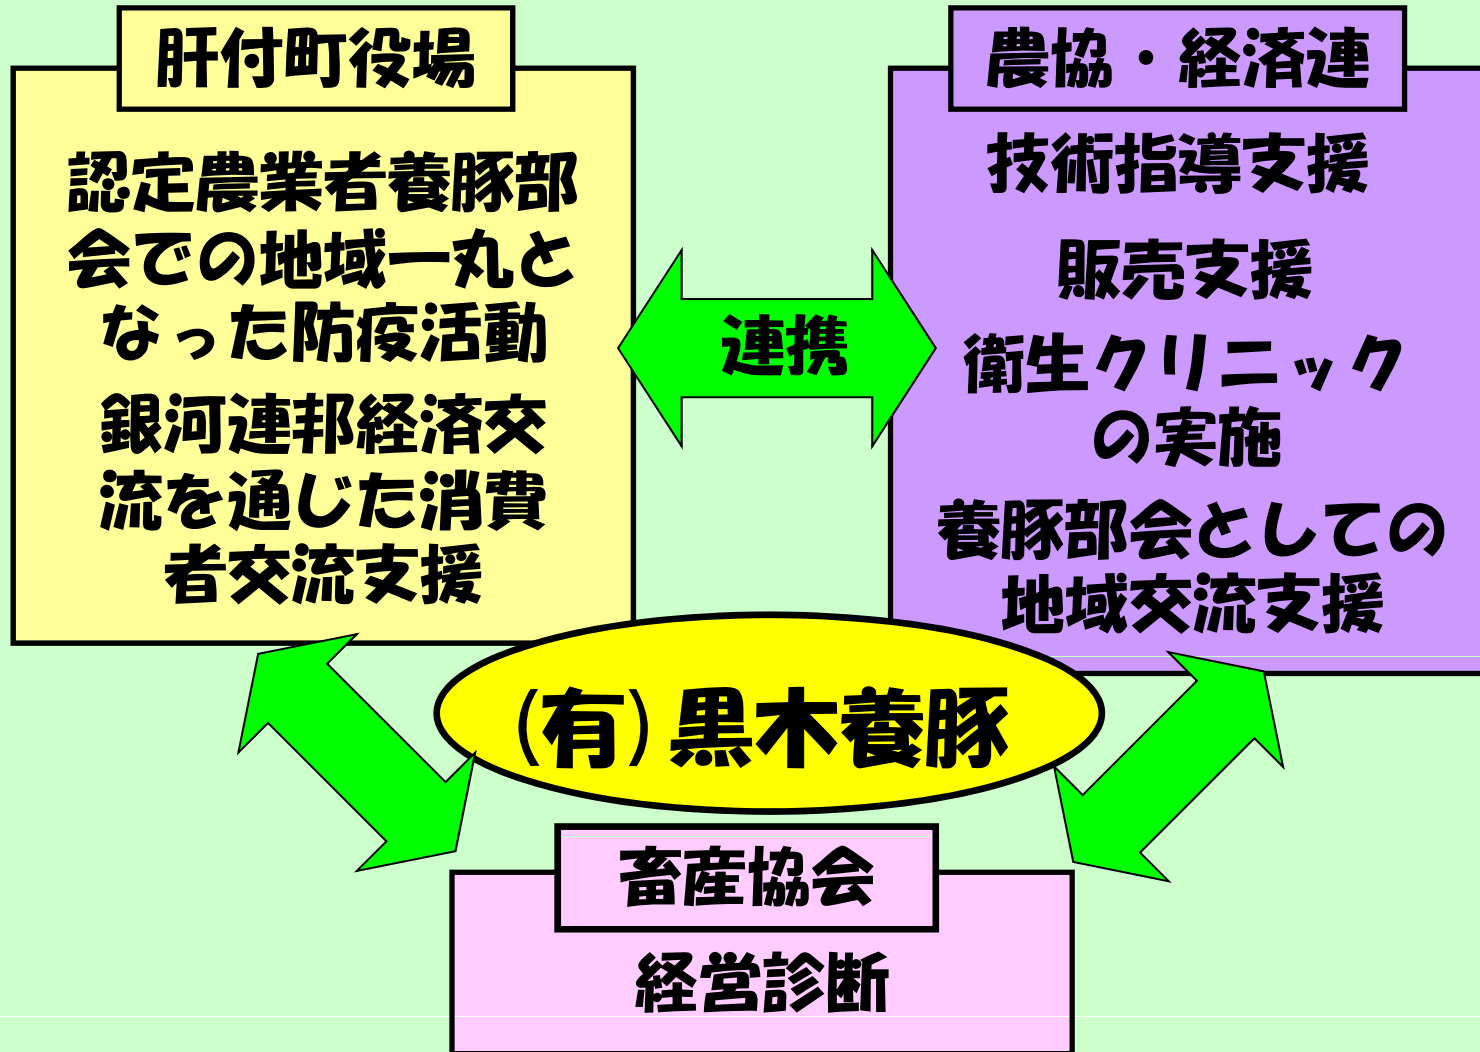 肝付町役場
認定農業者養豚部
会での地域一丸と
なった防疫活動
銀河連邦経済交
流を通じた消費
者交流支援
連携
農協・経済連
技術指導支援
販売支援
衛生クリニック
の実施
養豚部会としての
地域交流支援
(有)黒木養豚
畜産協会
経営診断